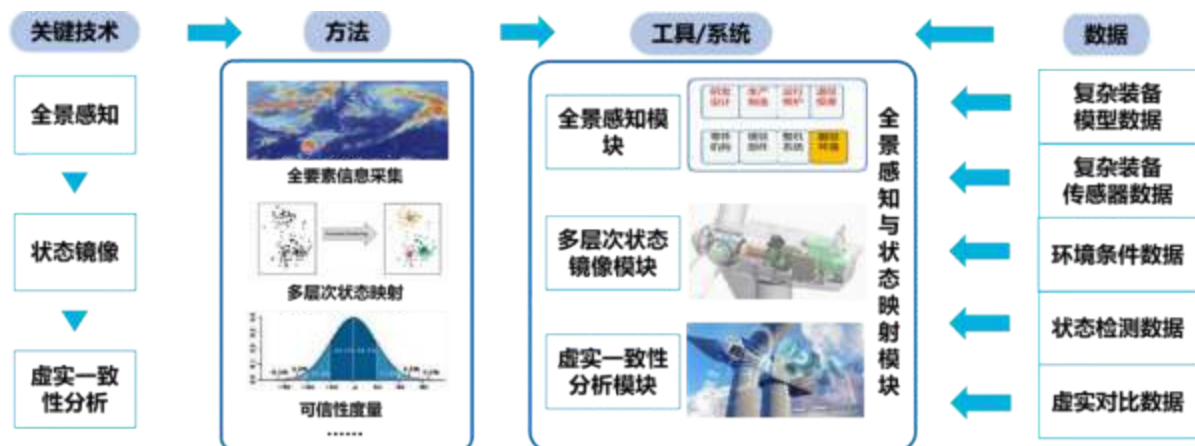 关键技术
方法
工具/系统
数据
全景感知
状态镜像
虚实一致
性分析
全要素信息采集
多层次状态映射
可信性度量
……
全景感知模
块
多层次状态
镜像模块
虚实一致性
分析模块
全景感知与状态映射模块
复杂装备
模型数据
复杂装备
传感器数据
环境条件数据
状态检测数据
虚实对比数据